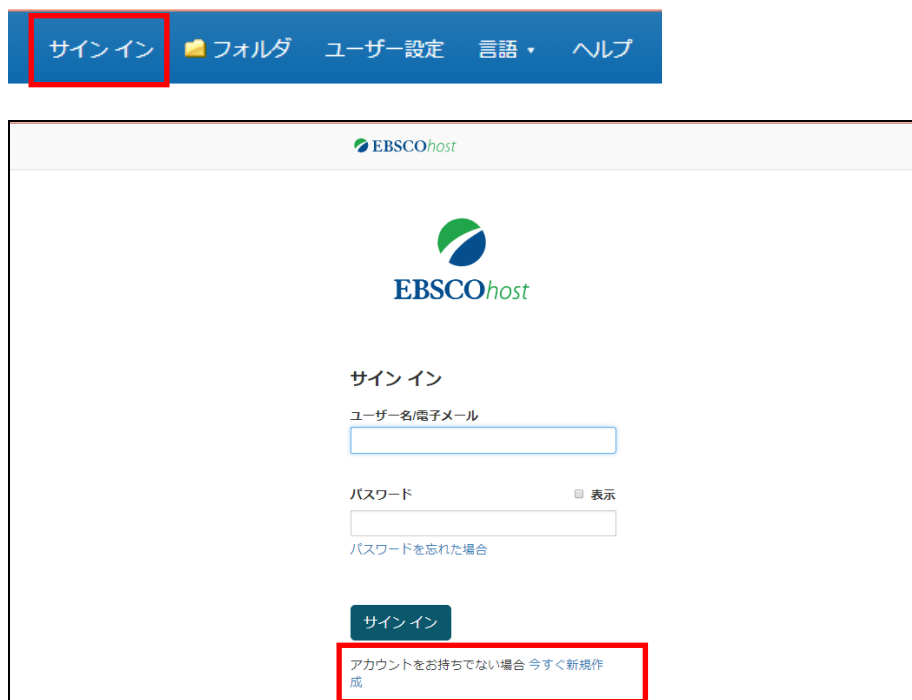 サイン イン フォルダ ユーザー設定 言語 ヘルプ
EBSCOhost
EBSCOhost
サイン イン
ユーザー名/電子メール
パスワード 表示
パスワードを忘れた場合
サイン イン
アカウントをお持ちでない場合 今すぐ新規作
成